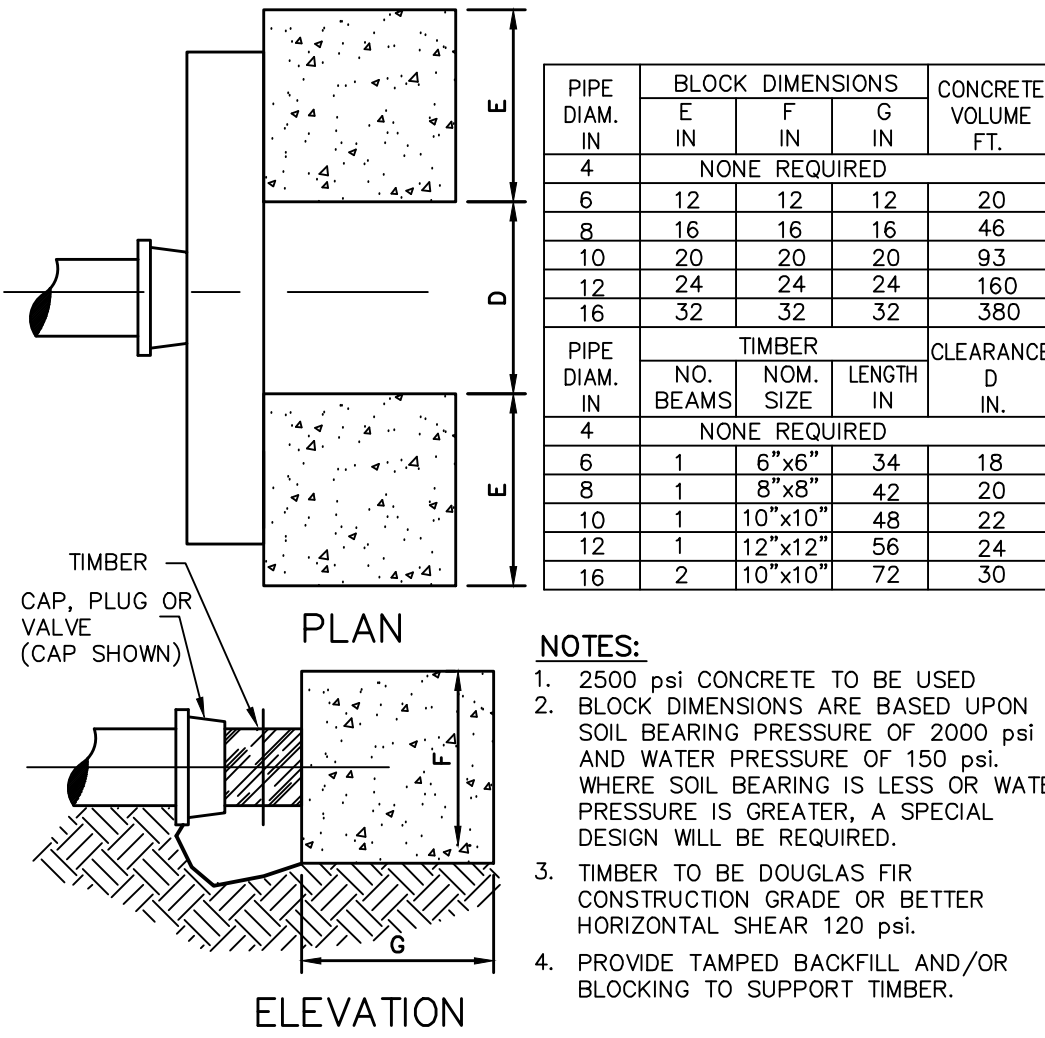 E
D
E
TIMBER
CAP, PLUG OR
VALVE
(CAP SHOWN)
PLAN
F
G
ELEVATION
PIPE DIAM. IN BLOCK DIMENSIONS CONCRETE VOLUME FT.
E IN F IN G IN
4 NONE REQUIRED
6 12 12 12 20
8 16 16 16 46
10 20 20 20 93
12 24 24 24 160
16 32 32 32 380
PIPE DIAM. IN TIMBER CLEARANCE D IN.
NO. BEAMS NOM. SIZE LENGTH IN
4 NONE REQUIRED
6 1 6"x6" 34 18
8 1 8"x8" 42 20
10 1 10"x10" 48 22
12 1 12"x12" 56 24
16 2 10"x10" 72 30
NOTES:
1. 2500 psi CONCRETE TO BE USED
2. BLOCK DIMENSIONS ARE BASED UPON
SOIL BEARING PRESSURE OF 2000 psi
AND WATER PRESSURE OF 150 psi.
WHERE SOIL BEARING IS LESS OR WATE
PRESSURE IS GREATER, A SPECIAL
DESIGN WILL BE REQUIRED.
3. TIMBER TO BE DOUGLAS FIR
CONSTRUCTION GRADE OR BETTER
HORIZONTAL SHEAR 120 psi.
4. PROVIDE TAMPED BACKFILL AND/OR
BLOCKING TO SUPPORT TIMBER.